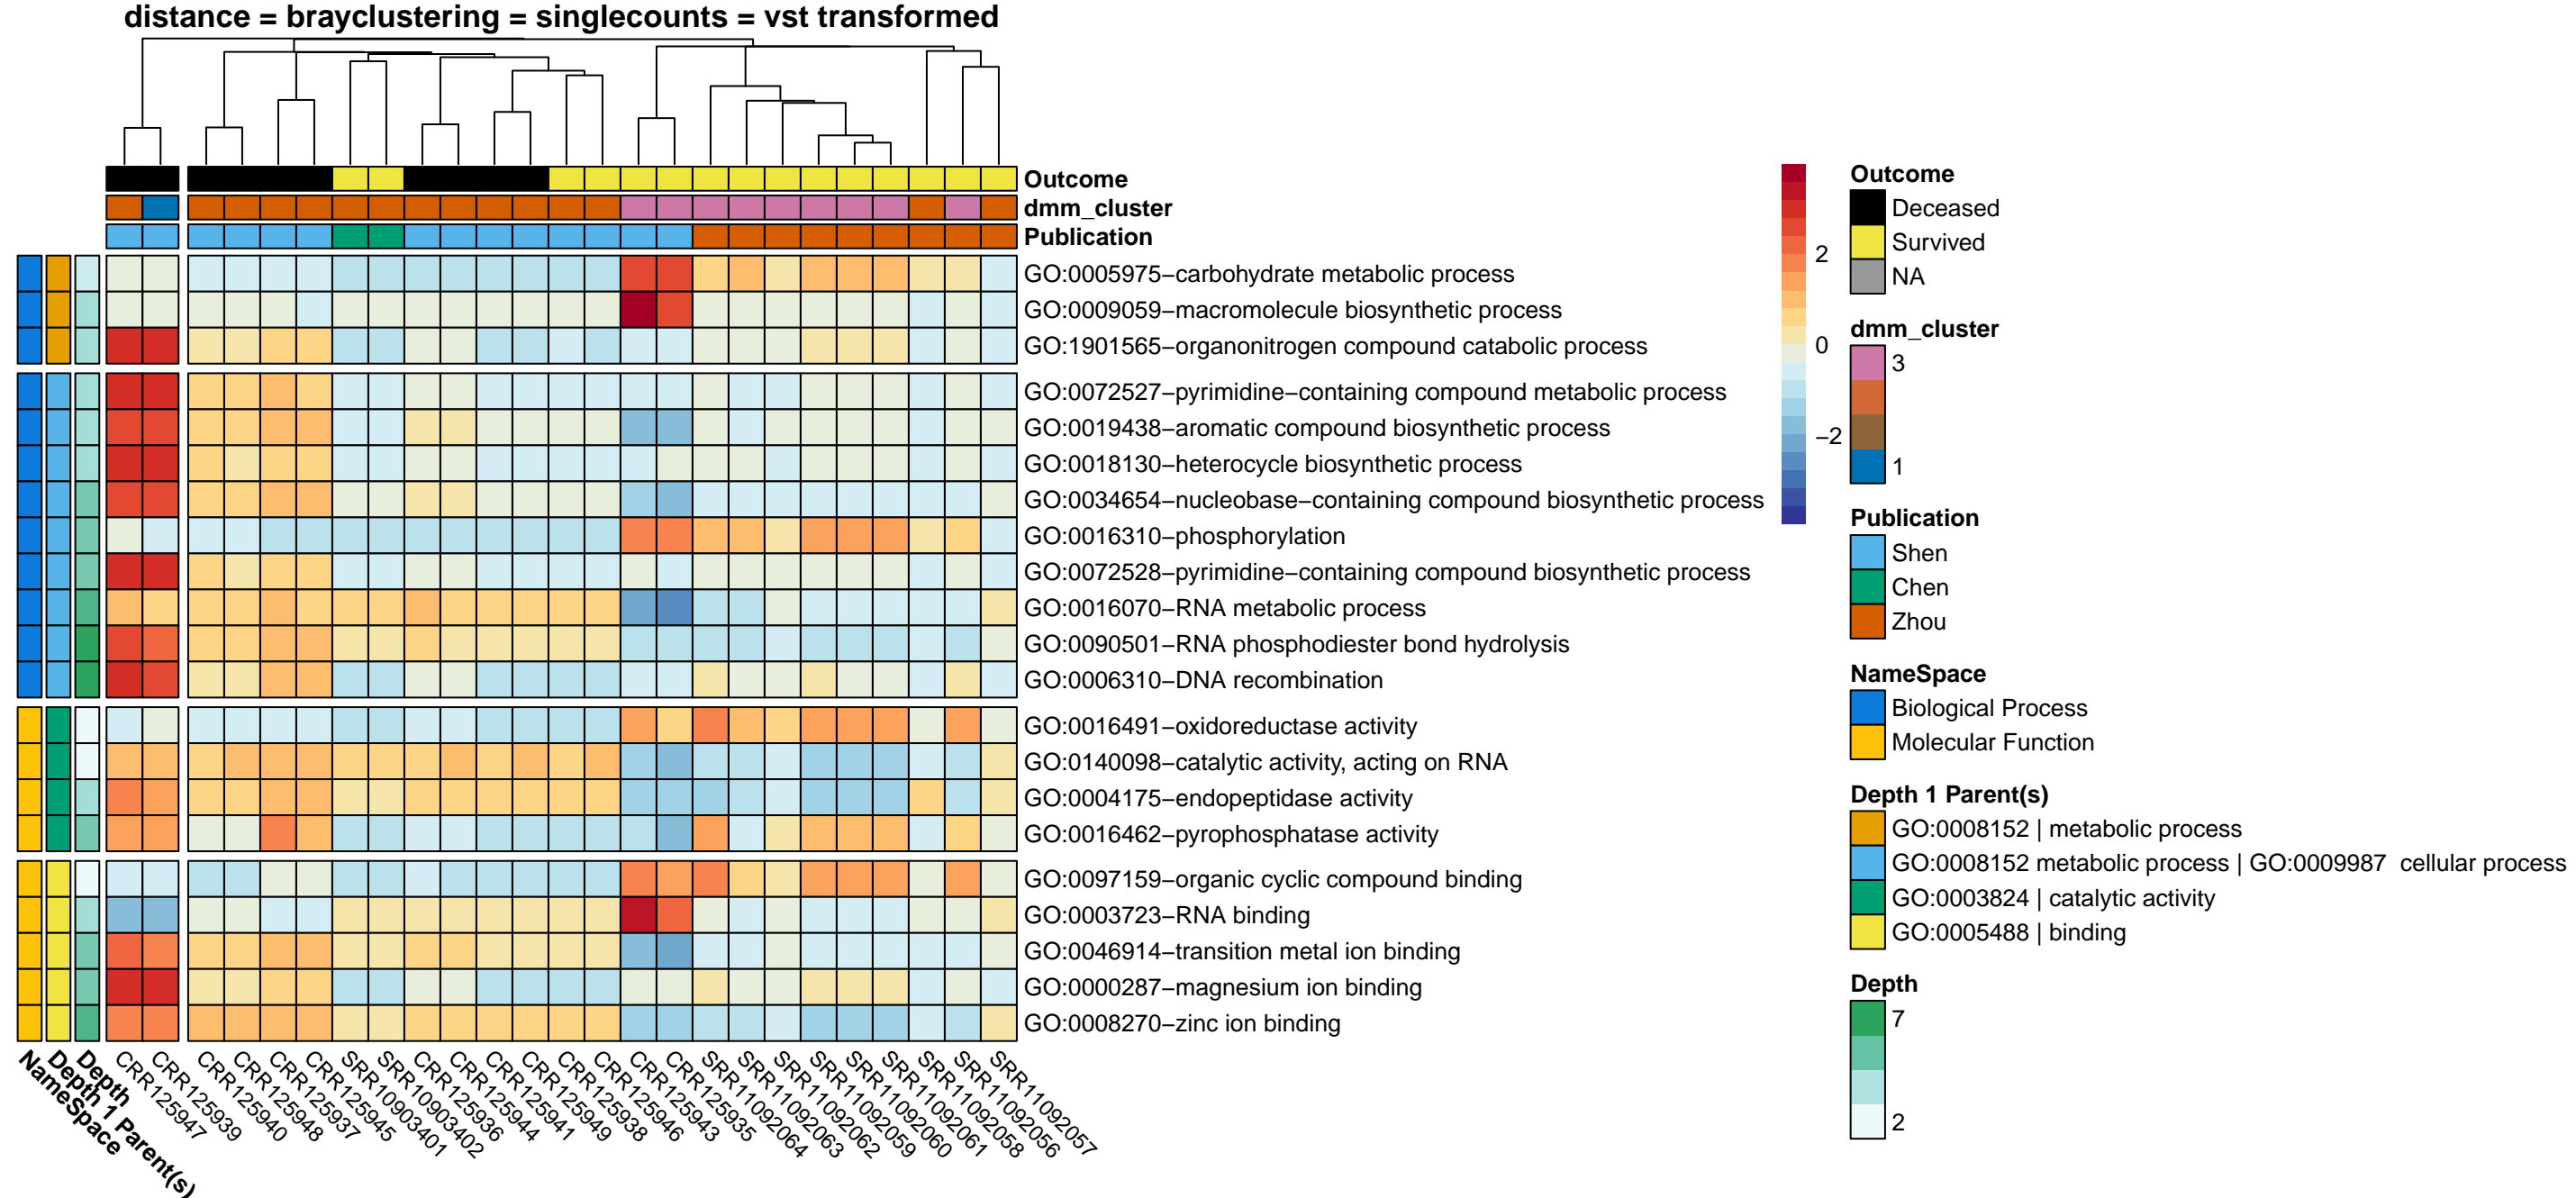 distance = brayclustering = singlecounts = vst transformed
Outcome
dmm_cluster
Publication
GO:0005975−carbohydrate metabolic process
GO:0009059−macromolecule biosynthetic process
GO:1901565−organonitrogen compound catabolic process
GO:0072527−pyrimidine−containing compound metabolic process
GO:0019438−aromatic compound biosynthetic process
GO:0018130−heterocycle biosynthetic process
GO:0034654−nucleobase−containing compound biosynthetic process
GO:0016310−phosphorylation
GO:0072528−pyrimidine−containing compound biosynthetic process
GO:0016070−RNA metabolic process
GO:0090501−RNA phosphodiester bond hydrolysis
GO:0006310−DNA recombination
GO:0016491−oxidoreductase activity
GO:0140098−catalytic activity, acting on RNA
GO:0004175−endopeptidase activity
GO:0016462−pyrophosphatase activity
GO:0097159−organic cyclic compound binding
GO:0003723−RNA binding
GO:0046914−transition metal ion binding
GO:0000287−magnesium ion binding
GO:0008270−zinc ion binding
NameSpace
Depth 1 Parent(s)
Depth
CRR125947
CRR125939
CRR125940
CRR125948
CRR125937
CRR125945
SRR10903401
SRR10903402
CRR125936
CRR125944
CRR125941
CRR125949
CRR125938
CRR125946
CRR125943
CRR125935
SRR11092064
SRR11092063
SRR11092062
SRR11092059
SRR11092060
SRR11092061
SRR11092058
SRR11092056
SRR11092057
2
0
−2
Outcome
Deceased
Survived
NA
dmm_cluster
3
1
Publication
Shen
Chen
Zhou
NameSpace
Biological Process
Molecular Function
Depth 1 Parent(s)
GO:0008152 | metabolic process
GO:0008152 metabolic process | GO:0009987  cellular process
GO:0003824 | catalytic activity
GO:0005488 | binding
Depth
7
2